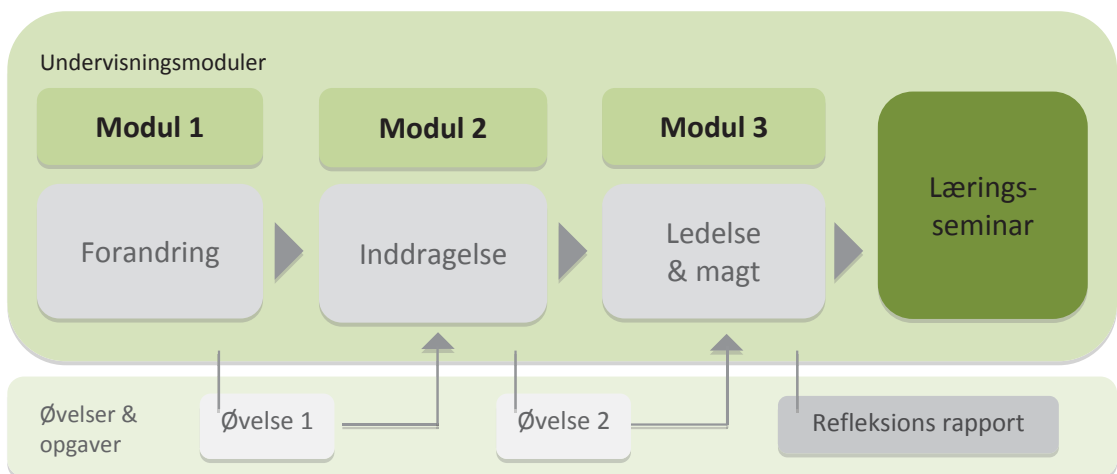 Undervisningsmoduler
Modul 1
Modul 2
Modul 3
Lærings-
seminar
Forandring
Inddragelse
Ledelse
& magt
Øvelser &
opgaver
Øvelse 1
Øvelse 2
Refleksions rapport